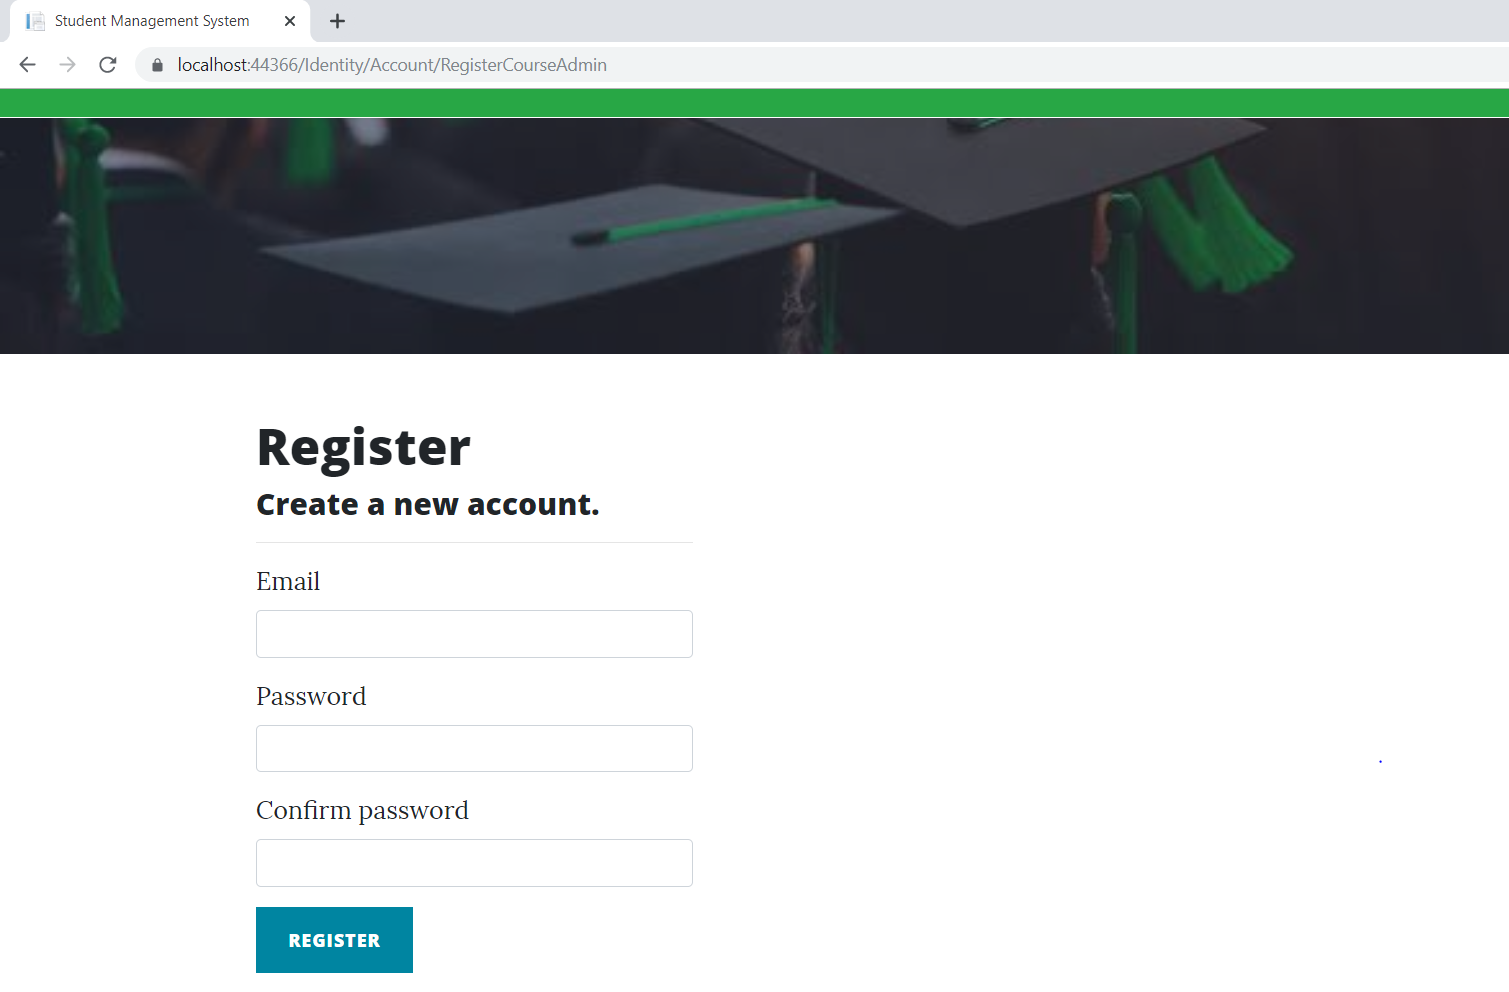 Student Management System
localhost:44366/Identity/Account/RegisterCourseAdmin
Register
Create a new account.
Email
Password
Confirm password
REGISTER